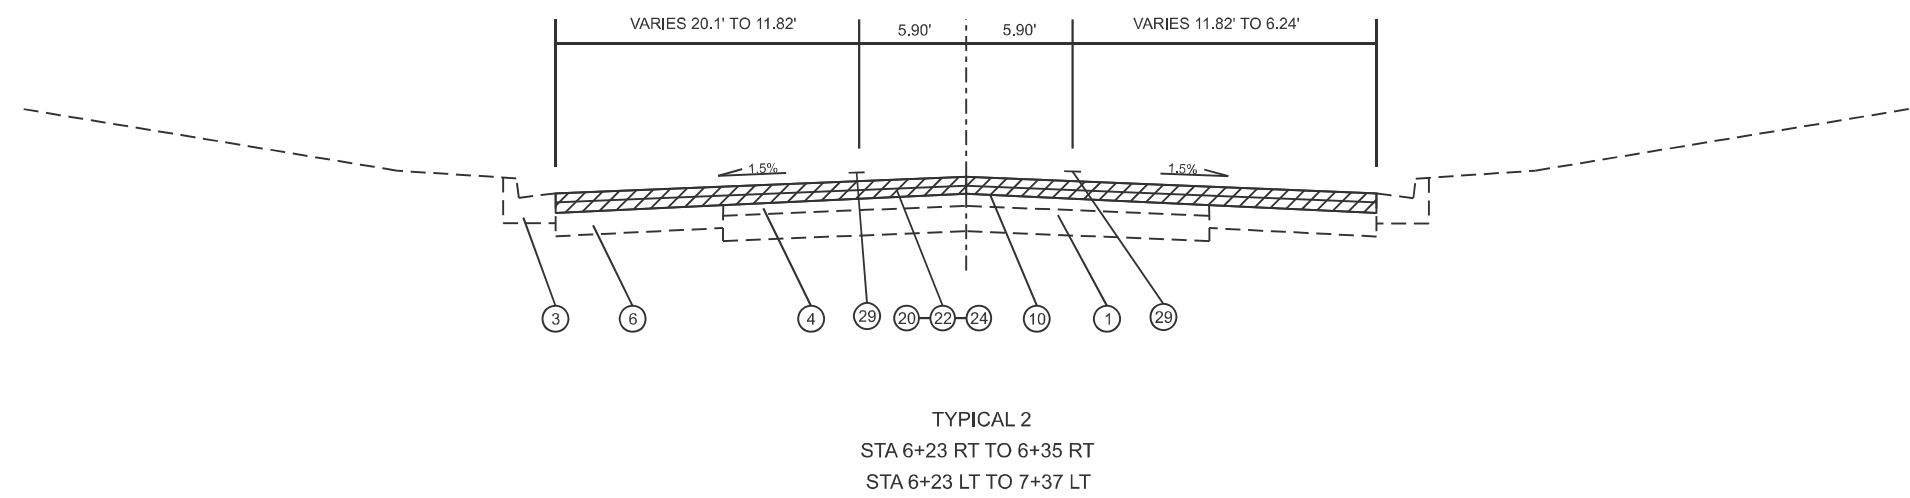 VARIES 20.1' TO 11.82'
5.90'
5.90'
VARIES 11.82' TO 6.24'
1.5%
1.5%
3
6
4
29
20
22
24
10
1
29
TYPICAL 2
STA 6+23 RT TO 6+35 RT
STA 6+23 LT TO 7+37 LT